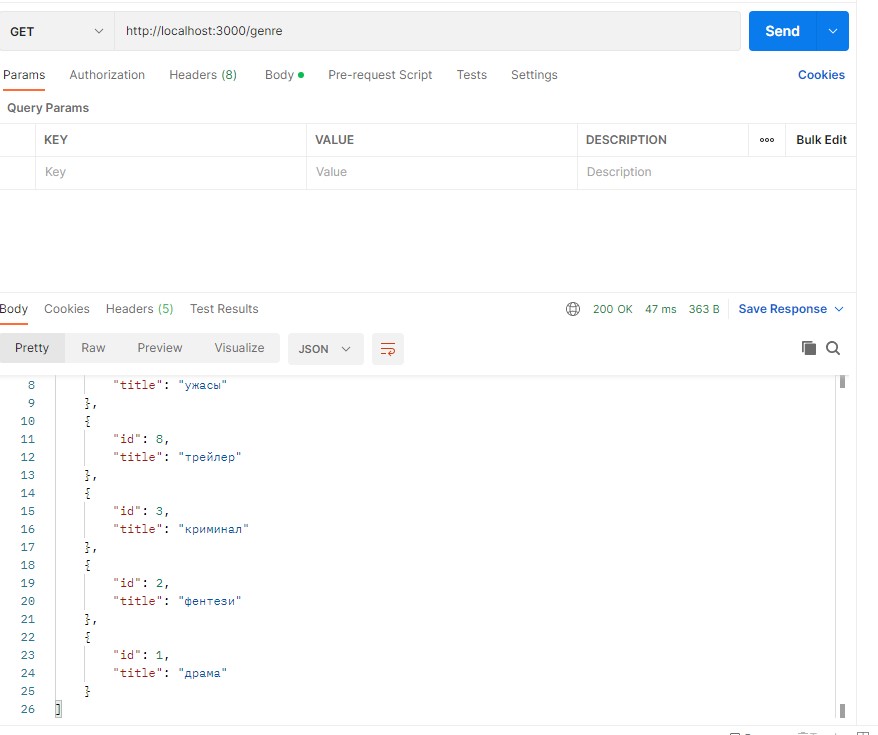 GET http://localhost:3000/genre Send
Params Authorization Headers (8) Body Pre-request Script Tests Settings Cookies
Query Params
KEY VALUE DESCRIPTION ooo Bulk Edit
Key Value Description
Body Cookies Headers (5) Test Results 200 OK 47 ms 363 B Save Response
Pretty Raw Preview Visualize JSON
8 "title": "ужасы"
9 },
10 {
11 "id": 8,
12 "title": "трейлер"
13 },
14 {
15 "id": 3,
16 "title": "криминал"
17 },
18 {
19 "id": 2,
20 "title": "фентези"
21 },
22 {
23 "id": 1,
24 "title": "драма"
25 }
26 ]